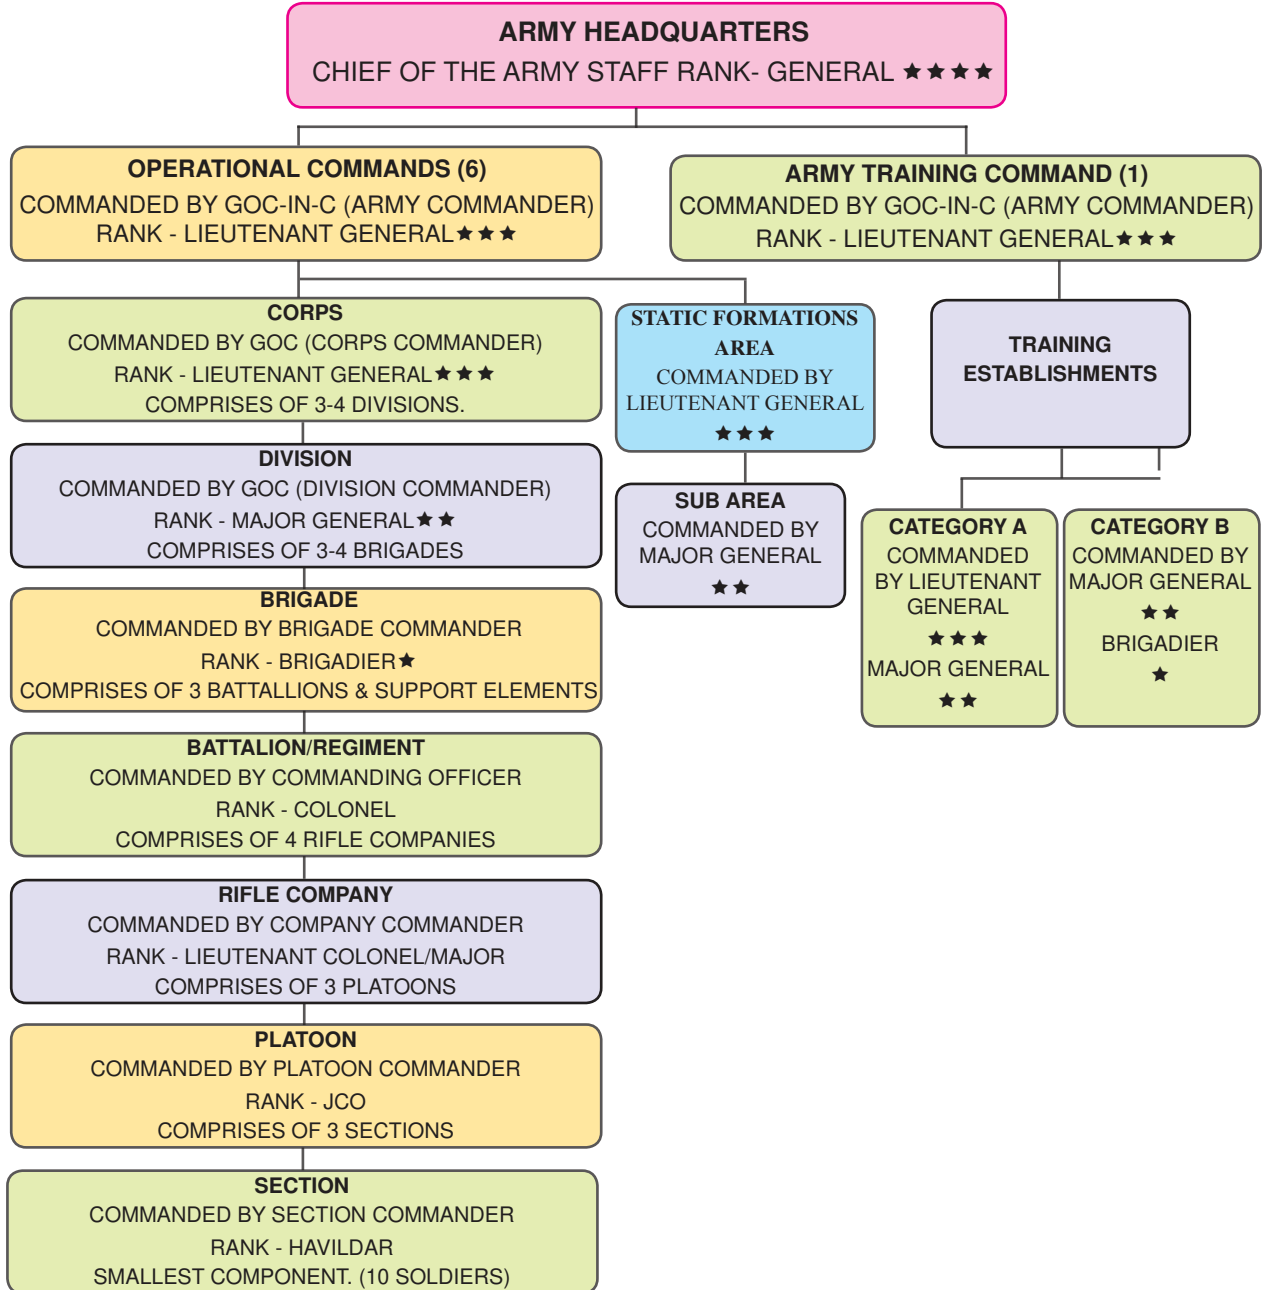 ARMY HEADQUARTERS
CHIEF OF THE ARMY STAFF RANK- GENERAL ★★★★
OPERATIONAL COMMANDS (6)
COMMANDED BY GOC-IN-C (ARMY COMMANDER)
RANK - LIEUTENANT GENERAL★★★
ARMY TRAINING COMMAND (1)
COMMANDED BY GOC-IN-C (ARMY COMMANDER)
RANK - LIEUTENANT GENERAL★★★
CORPS
COMMANDED BY GOC (CORPS COMMANDER)
RANK - LIEUTENANT GENERAL★★★
COMPRISES OF 3-4 DIVISIONS.
STATIC FORMATIONS
AREA
COMMANDED BY
LIEUTENANT GENERAL
★★★
TRAINING
ESTABLISHMENTS
DIVISION
COMMANDED BY GOC (DIVISION COMMANDER)
RANK - MAJOR GENERAL★★
COMPRISES OF 3-4 BRIGADES
SUB AREA
COMMANDED BY
MAJOR GENERAL
★★
CATEGORY A
COMMANDED
BY LIEUTENANT
GENERAL
★★★
MAJOR GENERAL
★★
CATEGORY B
COMMANDED BY
MAJOR GENERAL
★★
BRIGADIER
★
BRIGADE
COMMANDED BY BRIGADE COMMANDER
RANK - BRIGADIER★
COMPRISES OF 3 BATTALLIONS & SUPPORT ELEMENTS
BATTALION/REGIMENT
COMMANDED BY COMMANDING OFFICER
RANK - COLONEL
COMPRISES OF 4 RIFLE COMPANIES
RIFLE COMPANY
COMMANDED BY COMPANY COMMANDER
RANK - LIEUTENANT COLONEL/MAJOR
COMPRISES OF 3 PLATOONS
PLATOON
COMMANDED BY PLATOON COMMANDER
RANK - JCO
COMPRISES OF 3 SECTIONS
SECTION
COMMANDED BY SECTION COMMANDER
RANK - HAVILDAR
SMALLEST COMPONENT. (10 SOLDIERS)